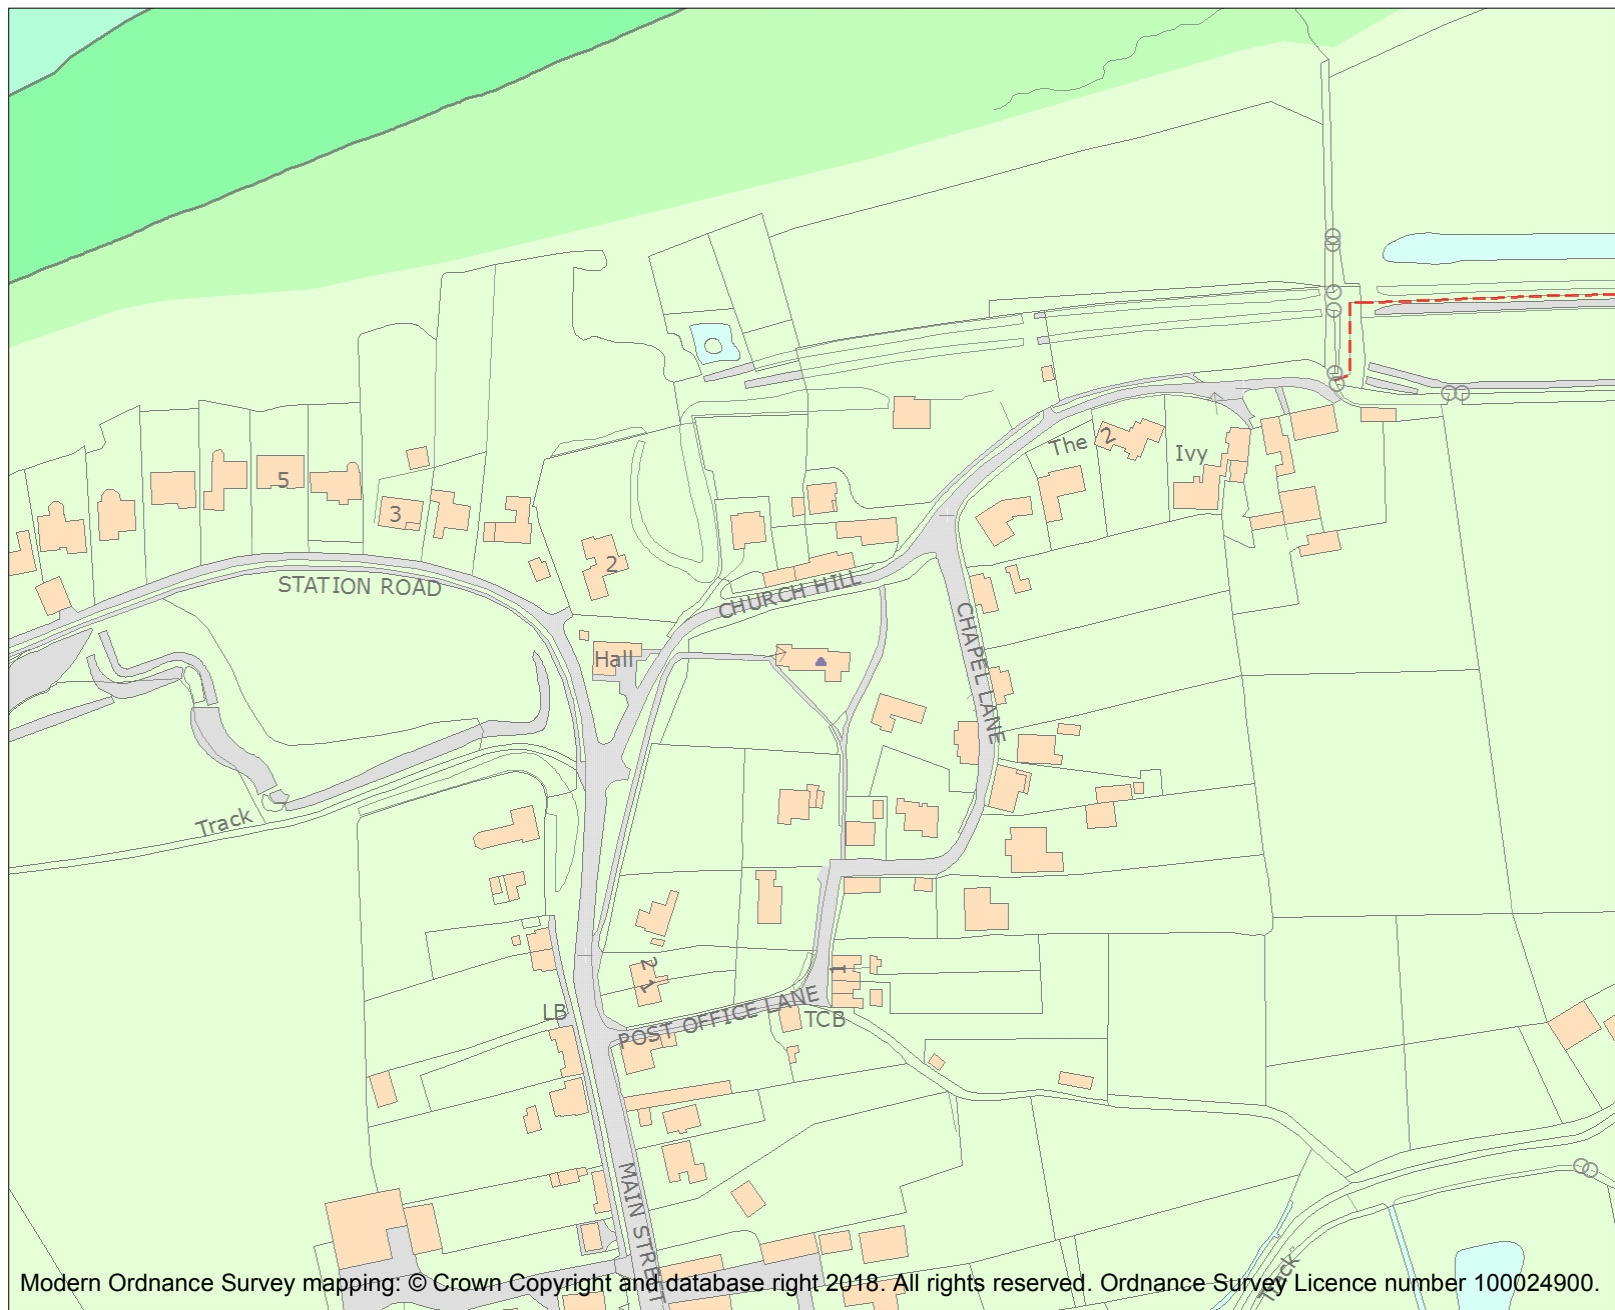 The 2
Ivy
5
3
2
STATION ROAD
CHURCH HILL
CHAPEL LANE
Hall
Track
2
1
1
LB
POST OFFICE LANE
TCB
MAIN STREET
Track
Modern Ordnance Survey mapping: © Crown Copyright and database right 2018. All rights reserved. Ordnance Survey Licence number 100024900.